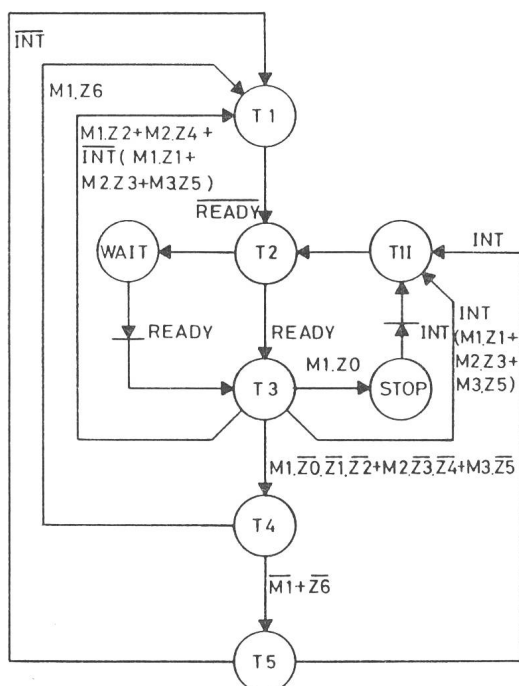 INT
M1.Z6
T1
M1.Z2+M2.Z4+
INT(M1.Z1+
M2.Z3+M3.Z5)
READY
WAIT
T2
T1I
INT
READY
READY
INT
INT
(M1.Z1+
M2.Z3+
M3.Z5)
M1.Z0
T3
STOP
M1.Z0.Z1.Z2+M2.Z3.Z4+M3.Z5
T4
M1+Z6
T5